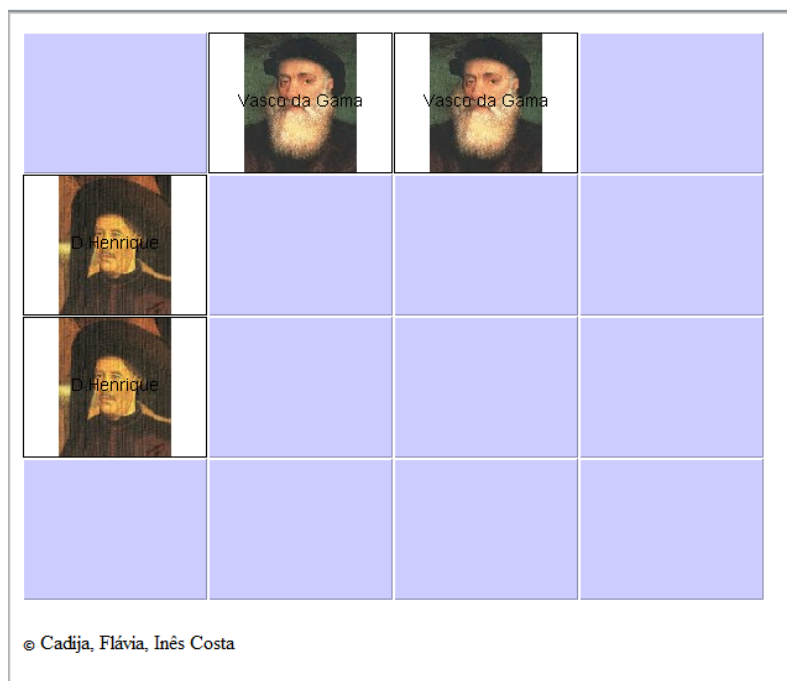 Vasco da Gama Vasco da Gama
D.Henrique
D.Henrique
© Cadija, Flávia, Inês Costa